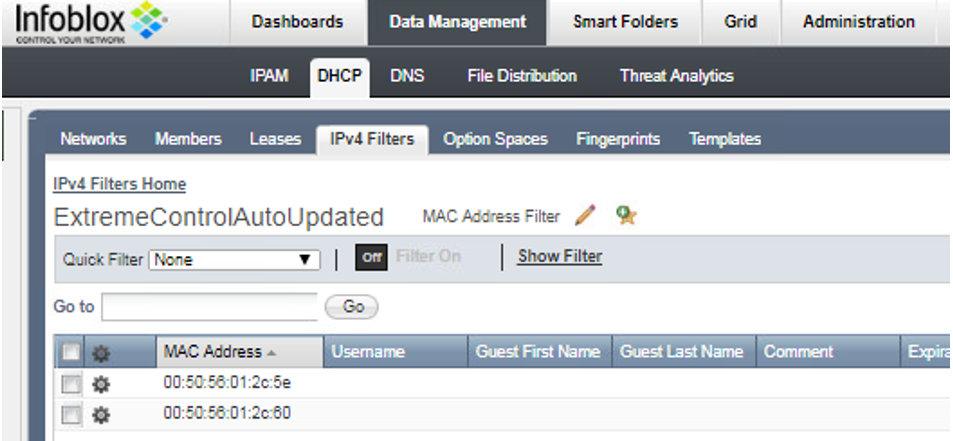 Infoblox
CONTROL YOUR NETWORK
Dashboards Data Management Smart Folders Grid Administration
IPAM DHCP DNS File Distribution Threat Analytics
Networks Members Leases IPv4 Filters Option Spaces Fingerprints Templates
IPv4 Filters Home
ExtremeControlAutoUpdated MAC Address Filter
Quick Filter None Off Filter On Show Filter
Go to Go
MAC Address Username Guest First Name Guest Last Name Comment Expira
00:50:56:01:2c:5e
00:50:56:01:2c:60